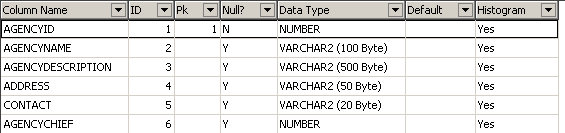 Column Name ID Pk Null? Data Type Default Histogram
AGENCYID 1 1 N NUMBER Yes
AGENCYNAME 2 Y VARCHAR2 (100 Byte) Yes
AGENCYDESCRIPTION 3 Y VARCHAR2 (500 Byte) Yes
ADDRESS 4 Y VARCHAR2 (50 Byte) Yes
CONTACT 5 Y VARCHAR2 (20 Byte) Yes
AGENCYCHIEF 6 Y NUMBER Yes